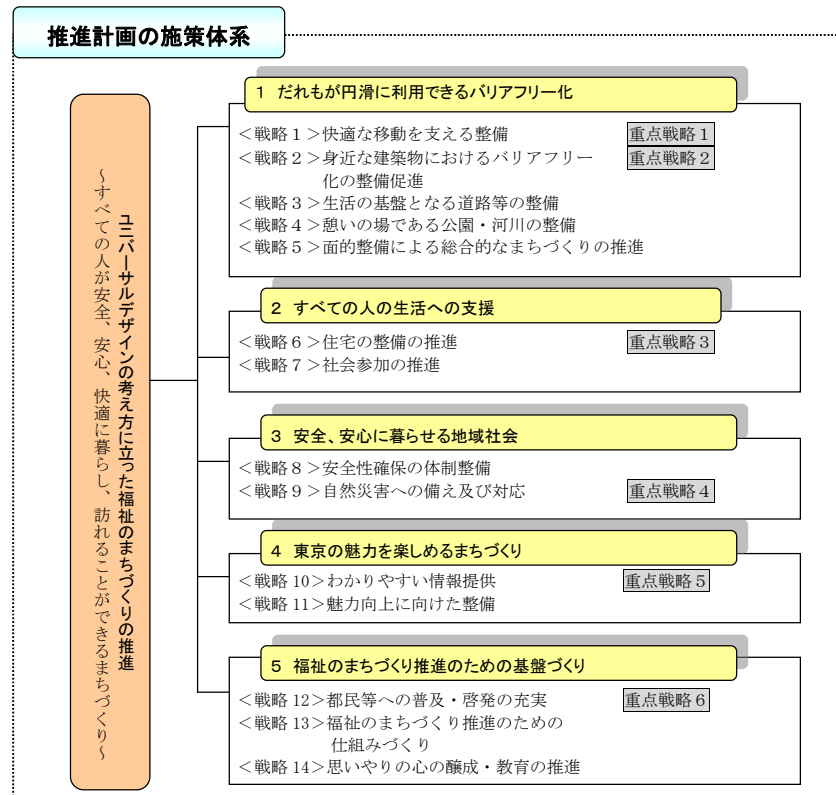 推進計画の施策体系
ユニバーサルデザインの考え方に立った福祉のまちづくりの推進
～すべての人が安全、安心、快適に暮らし、訪れることができるまちづくり～
１ だれもが円滑に利用できるバリアフリー化
＜戦略１＞快適な移動を支える整備 重点戦略１
＜戦略２＞身近な建築物におけるバリアフリー 重点戦略２
化の整備促進
＜戦略３＞生活の基盤となる道路等の整備
＜戦略４＞憩いの場である公園・河川の整備
＜戦略５＞面的整備による総合的なまちづくりの推進
２ すべての人の生活への支援
＜戦略６＞住宅の整備の推進 重点戦略３
＜戦略７＞社会参加の推進
３ 安全、安心に暮らせる地域社会
＜戦略８＞安全性確保の体制整備
＜戦略９＞自然災害への備え及び対応 重点戦略４
４ 東京の魅力を楽しめるまちづくり
＜戦略 10＞わかりやすい情報提供 重点戦略５
＜戦略 11＞魅力向上に向けた整備
５ 福祉のまちづくり推進のための基盤づくり
＜戦略 12＞都民等への普及・啓発の充実 重点戦略６
＜戦略 13＞福祉のまちづくり推進のための
仕組みづくり
＜戦略 14＞思いやりの心の醸成・教育の推進